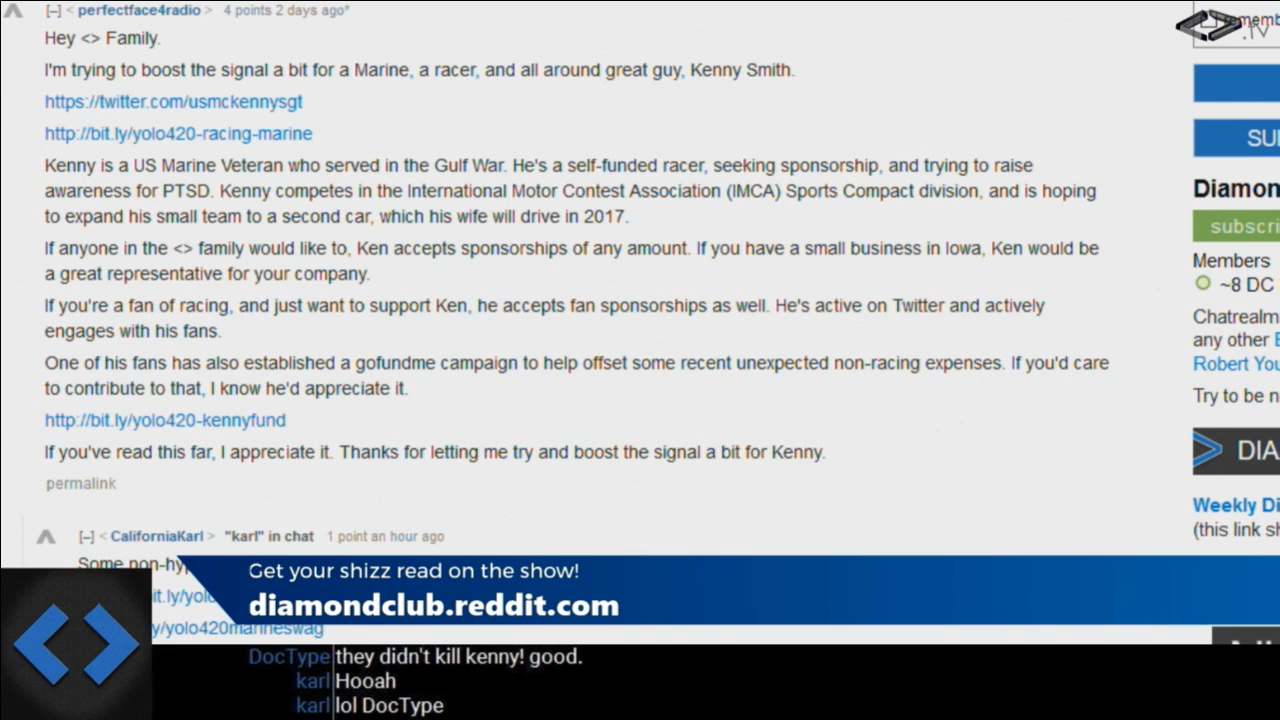 [–] < perfectface4radio > 4 points 2 days ago*
Hey <> Family.
I'm trying to boost the signal a bit for a Marine, a racer, and all around great guy, Kenny Smith.
https://twitter.com/usmckennysgt
http://bit.ly/yolo420-racing-marine
Kenny is a US Marine Veteran who served in the Gulf War. He's a self-funded racer, seeking sponsorship, and trying to raise
awareness for PTSD. Kenny competes in the International Motor Contest Association (IMCA) Sports Compact division, and is hoping
to expand his small team to a second car, which his wife will drive in 2017.
If anyone in the <> family would like to, Ken accepts sponsorships of any amount. If you have a small business in Iowa, Ken would be
a great representative for your company.
If you're a fan of racing, and just want to support Ken, he accepts fan sponsorships as well. He's active on Twitter and actively
engages with his fans.
One of his fans has also established a gofundme campaign to help offset some recent unexpected non-racing expenses. If you'd care
to contribute to that, I know he'd appreciate it.
http://bit.ly/yolo420-kennyfund
If you've read this far, I appreciate it. Thanks for letting me try and boost the signal a bit for Kenny.
permalink
[–] < CaliforniaKarl > "karl" in chat 1 point an hour ago
Some non-hy
it.ly/yolo
y/yolo420marineswag
Get your shizz read on the show!
diamondclub.reddit.com
DocType they didn't kill kenny! good.
karl Hooah
karl lol DocType
rememb
.TV
SU
Diamon
subscri
Members
~8 DC
Chatrealm
any other
Robert You
Try to be n
DIA
Weekly Di
(this link sh